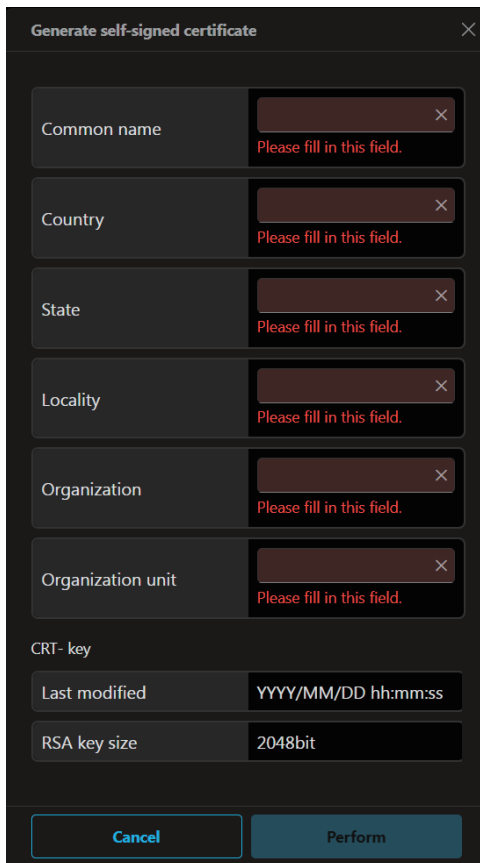 Generate self-signed certificate
Common name
Please fill in this field.
Country
Please fill in this field.
State
Please fill in this field.
Locality
Please fill in this field.
Organization
Please fill in this field.
Organization unit
Please fill in this field.
CRT- key
Last modified YYYY/MM/DD hh:mm:ss
RSA key size 2048bit
Cancel Perform